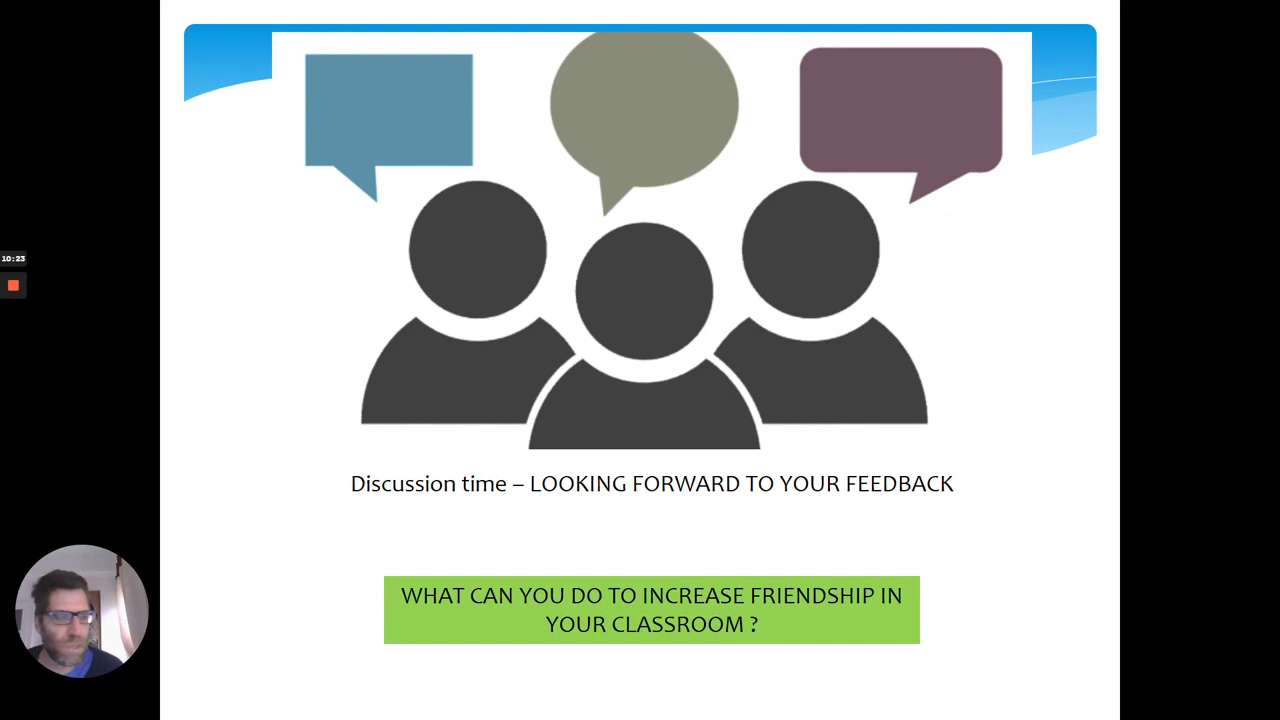 10:23
Discussion time – LOOKING FORWARD TO YOUR FEEDBACK
WHAT CAN YOU DO TO INCREASE FRIENDSHIP IN
YOUR CLASSROOM ?